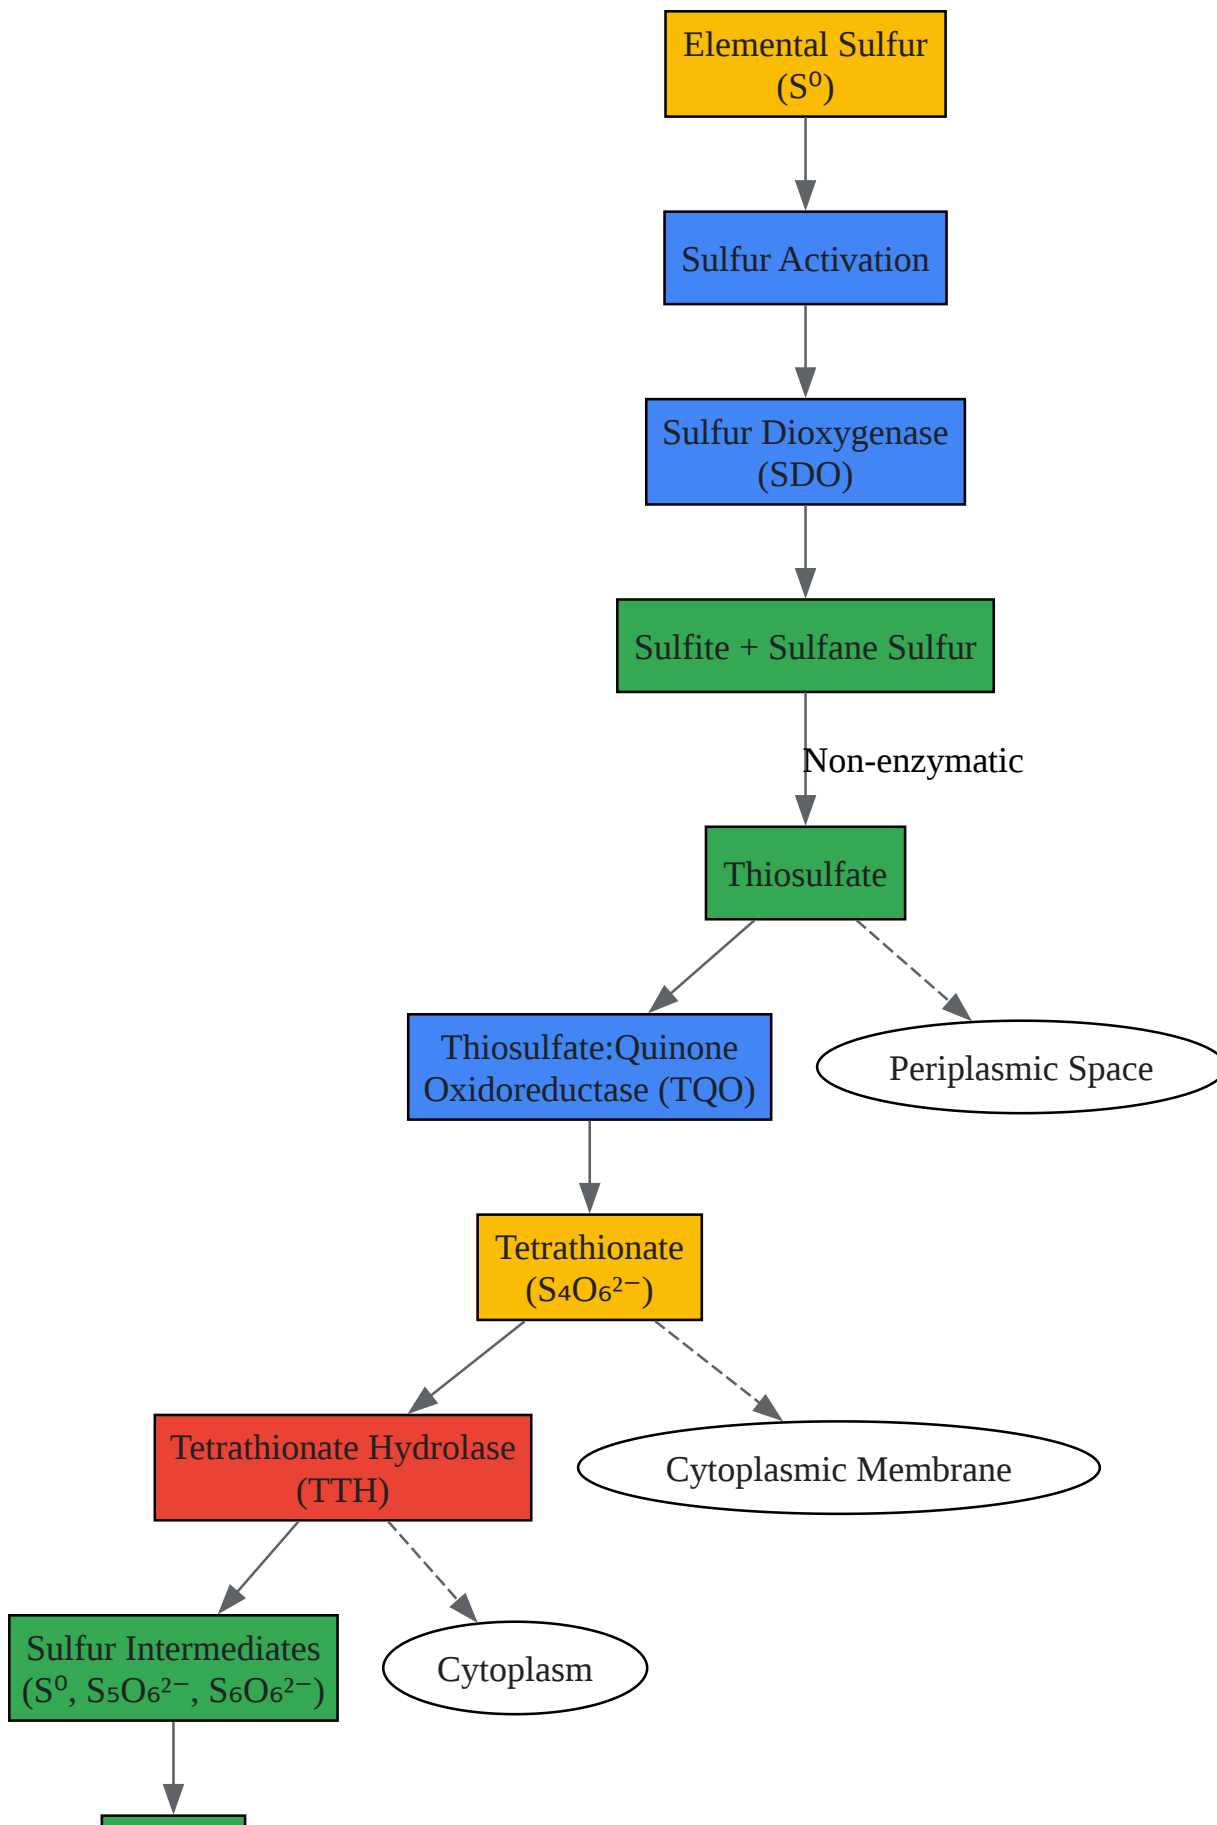 Elemental Sulfur
(S⁰)
Sulfur Activation
Sulfur Dioxygenase
(SDO)
Sulfite + Sulfane Sulfur
Non-enzymatic
Thiosulfate
Thiosulfate:Quinone
Oxidoreductase (TQO)
Periplasmic Space
Tetrathionate
(S₄O₆²⁻)
Tetrathionate Hydrolase
(TTH)
Cytoplasmic Membrane
Sulfur Intermediates
(S⁰, S₅O₆²⁻, S₆O₆²⁻)
Cytoplasm